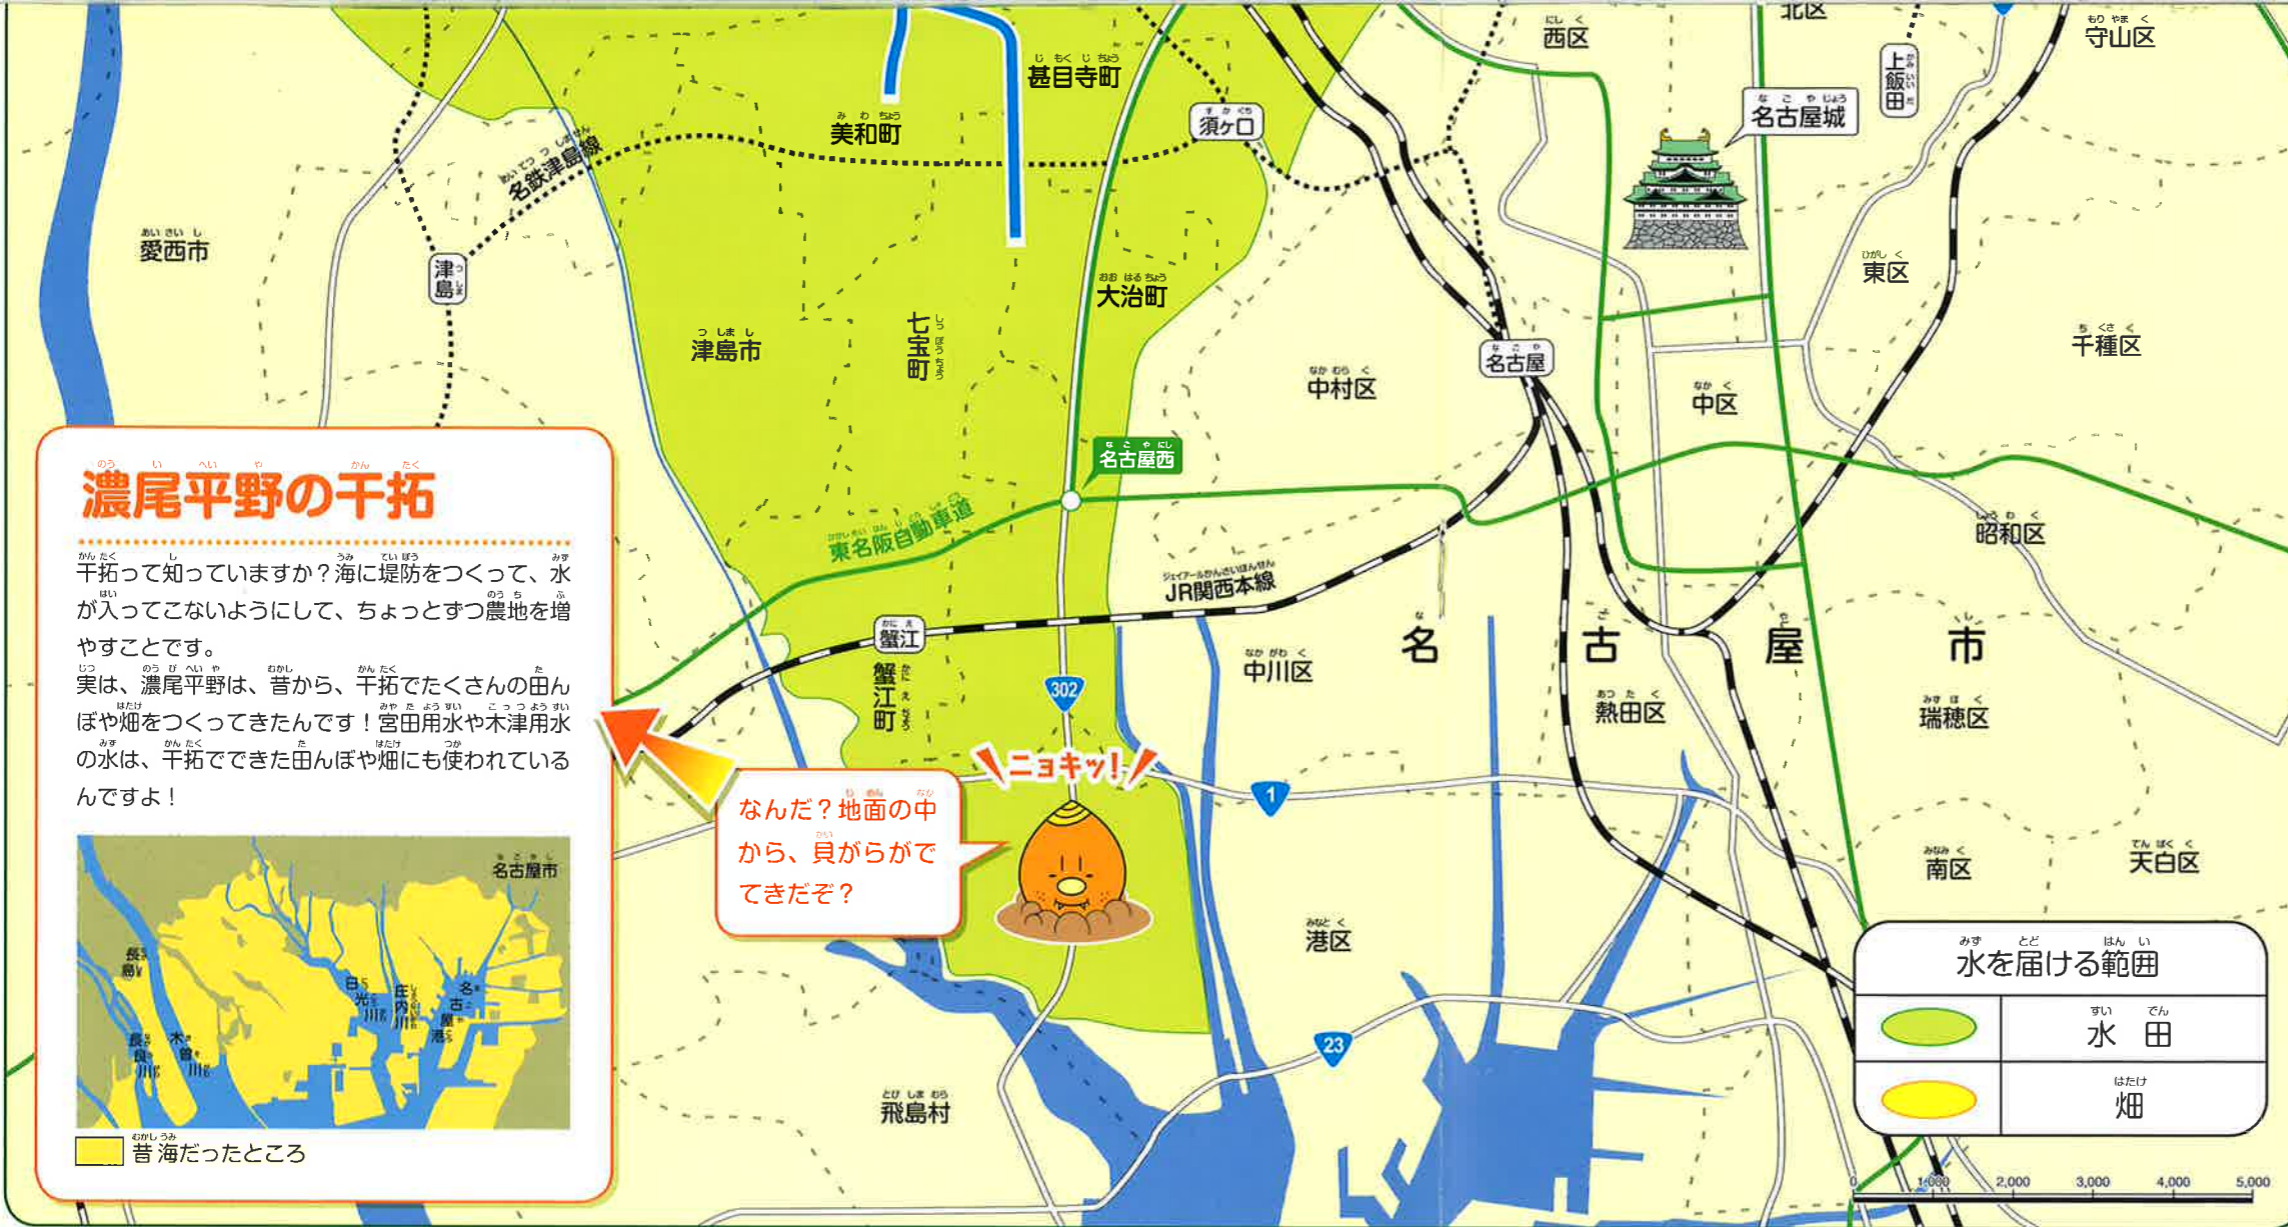 北区
西区
守山区
上飯田
名古屋城
甚目寺町
美和町
須ヶ口
名鉄津島線
愛西市
津島
大治町
東区
津島市
七宝町
千種区
名古屋
中村区
中区
名古屋西
東名阪自動車道
昭和区
JR関西本線
蟹江
名古屋市
中川区
蟹江町
302
熱田区
瑞穂区
濃尾平野の干拓
干拓って知っていますか？海に堤防をつくって、水
が入ってこないようにして、ちょっとずつ農地を増
やすことです。
実は、濃尾平野は、昔から、干拓でたくさんの田ん
ぼや畑をつくってきたんです！宮田用水や木津用水
の水は、干拓でできた田んぼや畑にも使われている
んですよ！
名古屋市
長島
日光川
庄内川
名古屋港
長良川
木曽川
昔海だったところ
ニョキッ！
なんだ？地面の中
から、貝がらがで
てきだぞ？
1
南区
天白区
港区
23
飛島村
水を届ける範囲
水田
畑
0 1,000 2,000 3,000 4,000 5,000